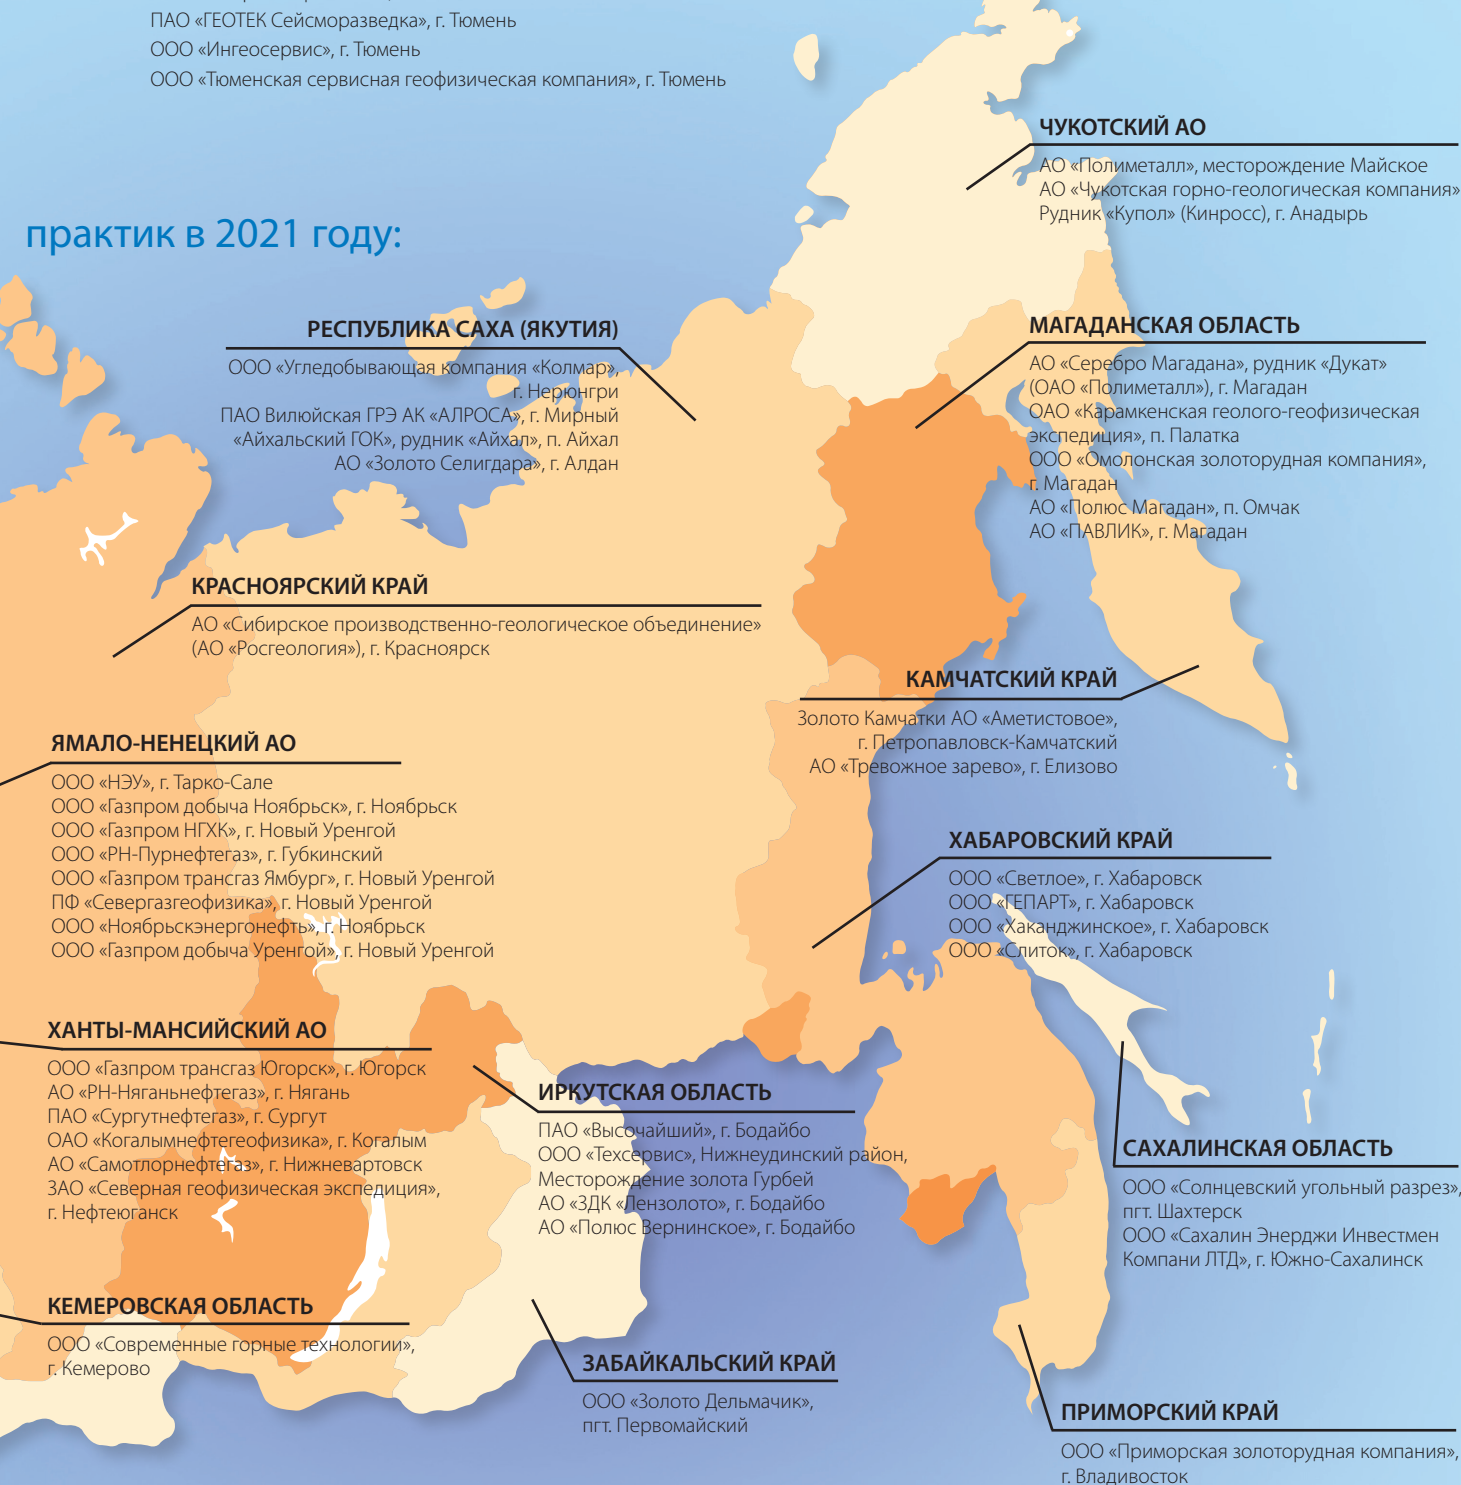 ПАО «ГЕОТЕК Сейсморазведка», г. Тюмень
ООО «Ингеосервис», г. Тюмень
ООО «Тюменская сервисная геофизическая компания», г. Тюмень
практик в 2021 году:
ЧУКОТСКИЙ АО
АО «Полиметалл», месторождение Майское
АО «Чукотская горно-геологическая компания»
Рудник «Купол» (Кинросс), г. Анадырь
РЕСПУБЛИКА САХА (ЯКУТИЯ)
ООО «Угледобывающая компания «Колмар»,
г. Нерюнгри
ПАО Вилюйская ГРЭ АК «АЛРОСА», г. Мирный
«Айхальский ГОК», рудник «Айхал», п. Айхал
АО «Золото Селигдара», г. Алдан
МАГАДАНСКАЯ ОБЛАСТЬ
АО «Серебро Магадана», рудник «Дукат»
(ОАО «Полиметалл»), г. Магадан
ОАО «Карамкенская геолого-геофизическая
экспедиция», п. Палатка
ООО «Омолонская золоторудная компания»,
г. Магадан
АО «Полюс Магадан», п. Омчак
АО «ПАВЛИК», г. Магадан
КРАСНОЯРСКИЙ КРАЙ
АО «Сибирское производственно-геологическое объединение»
(АО «Росгеология»), г. Красноярск
КАМЧАТСКИЙ КРАЙ
Золото Камчатки АО «Аметистовое»,
г. Петропавловск-Камчатский
АО «Тревожное зарево», г. Елизово
ЯМАЛО-НЕНЕЦКИЙ АО
ООО «НЭУ», г. Тарко-Сале
ООО «Газпром добыча Ноябрьск», г. Ноябрьск
ООО «Газпром НГХК», г. Новый Уренгой
ООО «РН-Пурнефтегаз», г. Губкинский
ООО «Газпром трансгаз Ямбург», г. Новый Уренгой
ПФ «Севергазгеофизика», г. Новый Уренгой
ООО «Ноябрьскэнергонефть», г. Ноябрьск
ООО «Газпром добыча Уренгой», г. Новый Уренгой
ХАБАРОВСКИЙ КРАЙ
ООО «Светлое», г. Хабаровск
ООО «ГЕПАРТ», г. Хабаровск
ООО «Хаканджинское», г. Хабаровск
ООО «Слиток», г. Хабаровск
ХАНТЫ-МАНСИЙСКИЙ АО
ООО «Газпром трансгаз Югорск», г. Югорск
АО «РН-Няганьнефтегаз», г. Нягань
ПАО «Сургутнефтегаз», г. Сургут
ОАО «Когалымнефтегеофизика», г. Когалым
АО «Самотлорнефтегаз», г. Нижневартовск
ЗАО «Северная геофизическая экспедиция»,
г. Нефтеюганск
ИРКУТСКАЯ ОБЛАСТЬ
ПАО «Высочайший», г. Бодайбо
ООО «Техсервис», Нижнеудинский район,
Месторождение золота Гурбей
АО «ЗДК «Лензолото», г. Бодайбо
АО «Полюс Вернинское», г. Бодайбо
САХАЛИНСКАЯ ОБЛАСТЬ
ООО «Солнцевский угольный разрез»,
пгт. Шахтерск
ООО «Сахалин Энерджи Инвестмен
Компани ЛТД», г. Южно-Сахалинск
КЕМЕРОВСКАЯ ОБЛАСТЬ
ООО «Современные горные технологии»,
г. Кемерово
ЗАБАЙКАЛЬСКИЙ КРАЙ
ООО «Золото Дельмачик»,
пгт. Первомайский
ПРИМОРСКИЙ КРАЙ
ООО «Приморская золоторудная компания»,
г. Владивосток